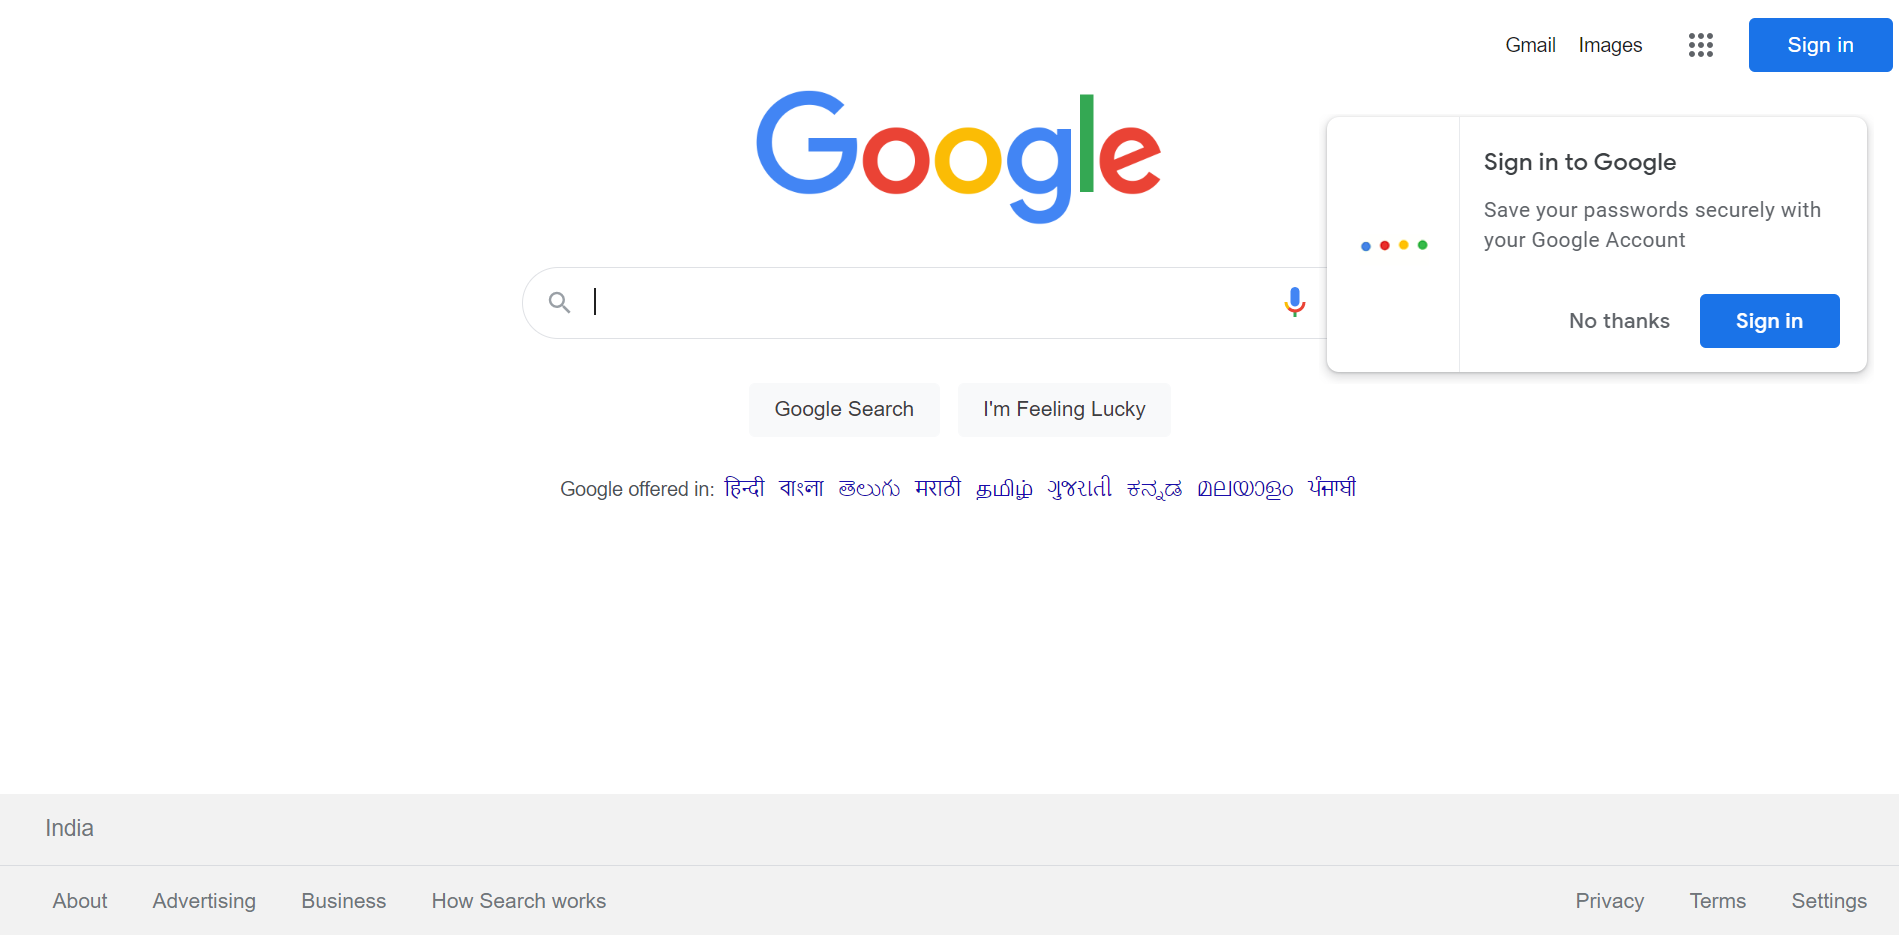 Gmail Images Sign in
Google
Sign in to Google
Save your passwords securely with
your Google Account
No thanks Sign in
Google Search I'm Feeling Lucky
Google offered in: हिन्दी বাংলা తెలుగు मराठी தமிழ் ગુજરાતી ಕನ್ನಡ മലയാളം ਪੰਜਾਬੀ
India
About Advertising Business How Search works Privacy Terms Settings